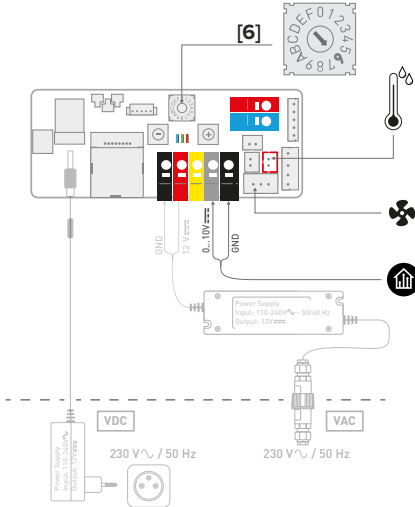 [6]
0 1 2 3 4 5 6 7 8 9 A B C D E F
GND
12 V
0...10V
GND
Power Supply
Input: 110-240V - 50/60 Hz
Output: 12V
VDC
VAC
230 V / 50 Hz
230 V / 50 Hz
Power Supply
Input: 110-240V
Output: 12V